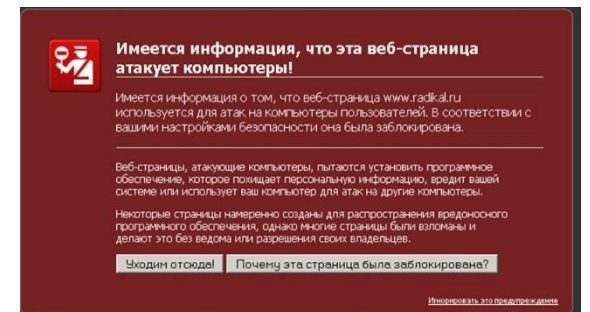 Имеется информация, что эта веб-страница
атакует компьютеры!
Имеется информация о том, что веб-страница www.radikal.ru
используется для атак на компьютеры пользователей. В соответствии с
вашими настройками безопасности она была заблокирована.
Веб-страницы, атакующие компьютеры, пытаются установить программное
обеспечение, которое похищает персональную информацию, вредит вашей
системе или использует ваш компьютер для атак на другие компьютеры.
Некоторые страницы намеренно созданы для распространения вредоносного
программного обеспечения, однако многие страницы были взломаны и
делают это без ведома или разрешения своих владельцев.
Уходим отсюда! Почему эта страница была заблокирована?
Игнорировать это предупреждение